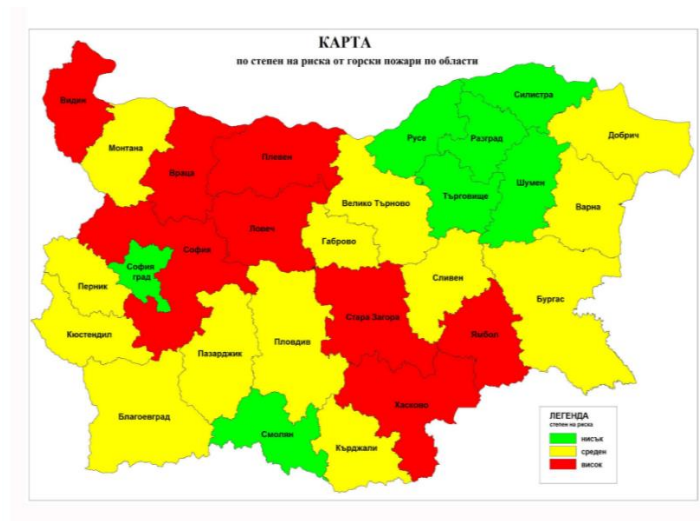 КАРТА
по степен на риска от горски пожари по области
Видин
Монтана
Враца
Плевен
Русе
Силистра
Разград
Добрич
Търговище
Шумен
Варна
Велико Търново
Ловеч
Габрово
София
София
град
Перник
Кюстендил
Сливен
Бургас
Стара Загора
Ямбол
Пазарджик
Пловдив
Хасково
Благоевград
Смолян
Кърджали
ЛЕГЕНДА
степен на риска
нисък
среден
висок